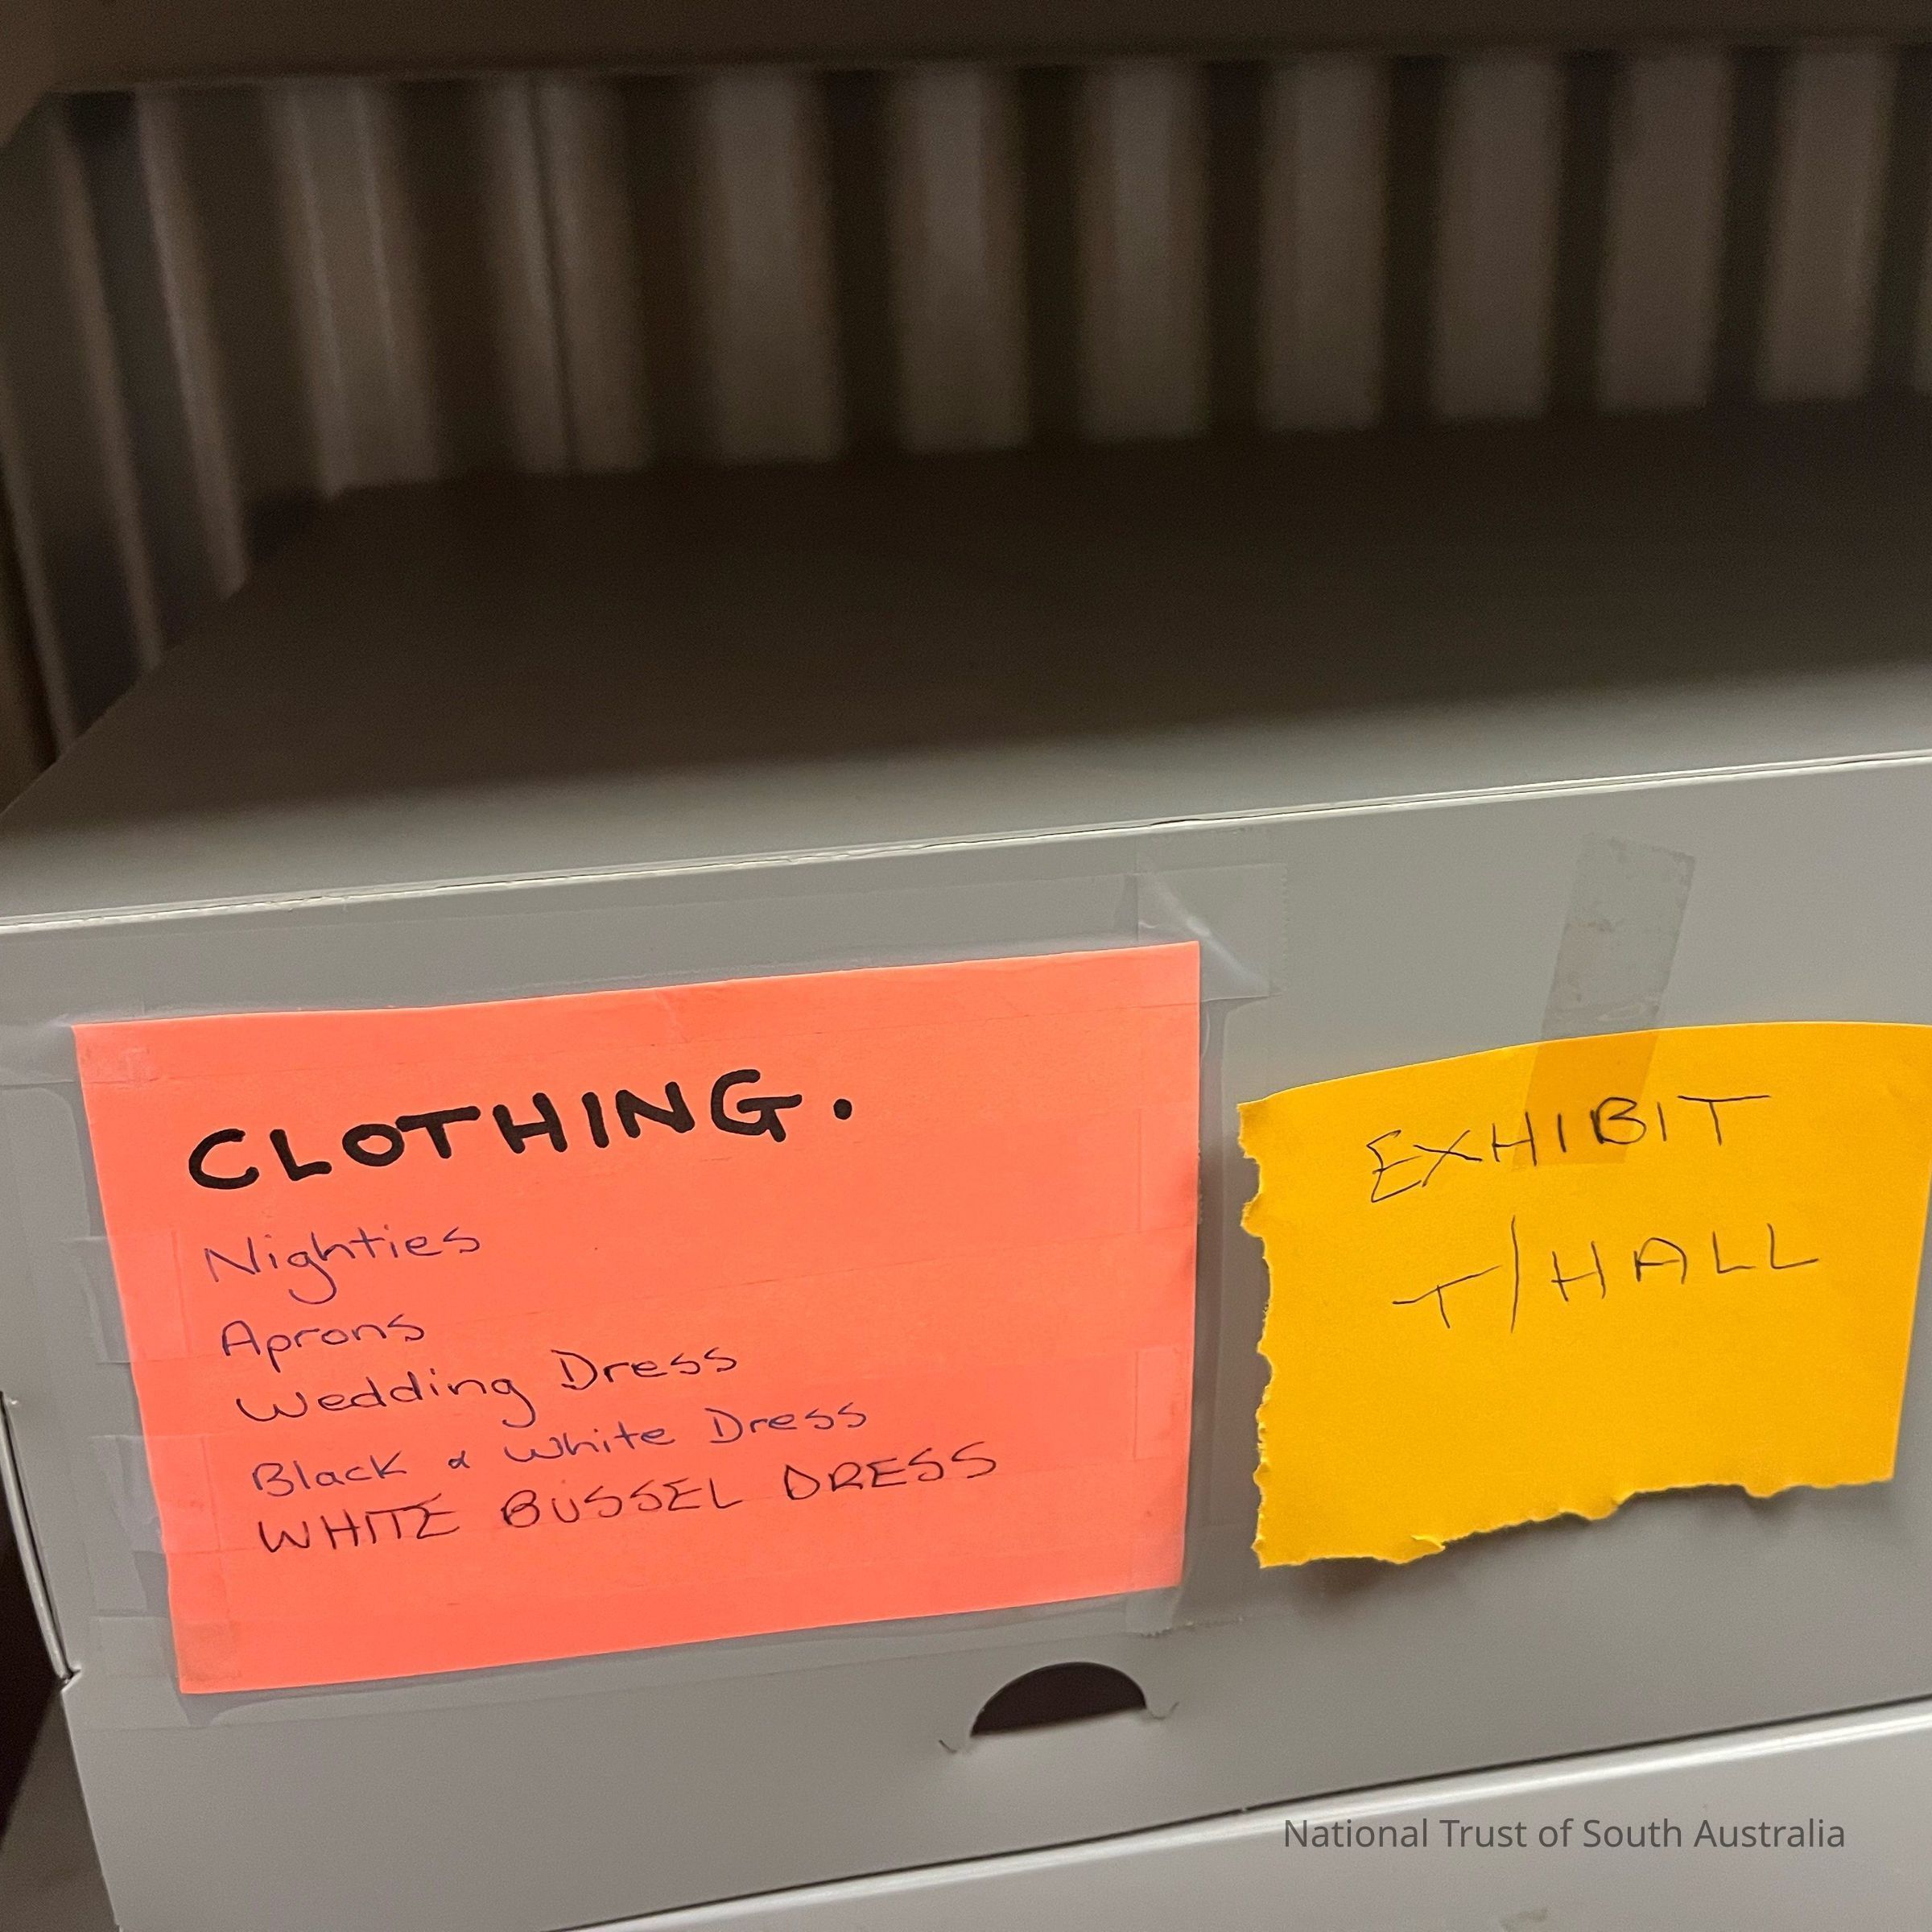 CLOTHING.
Nighties
Aprons
Wedding Dress
Black & White Dress
WHITE BUSSEL DRESS
EXHIBIT
T/HALL
National Trust of South Australia